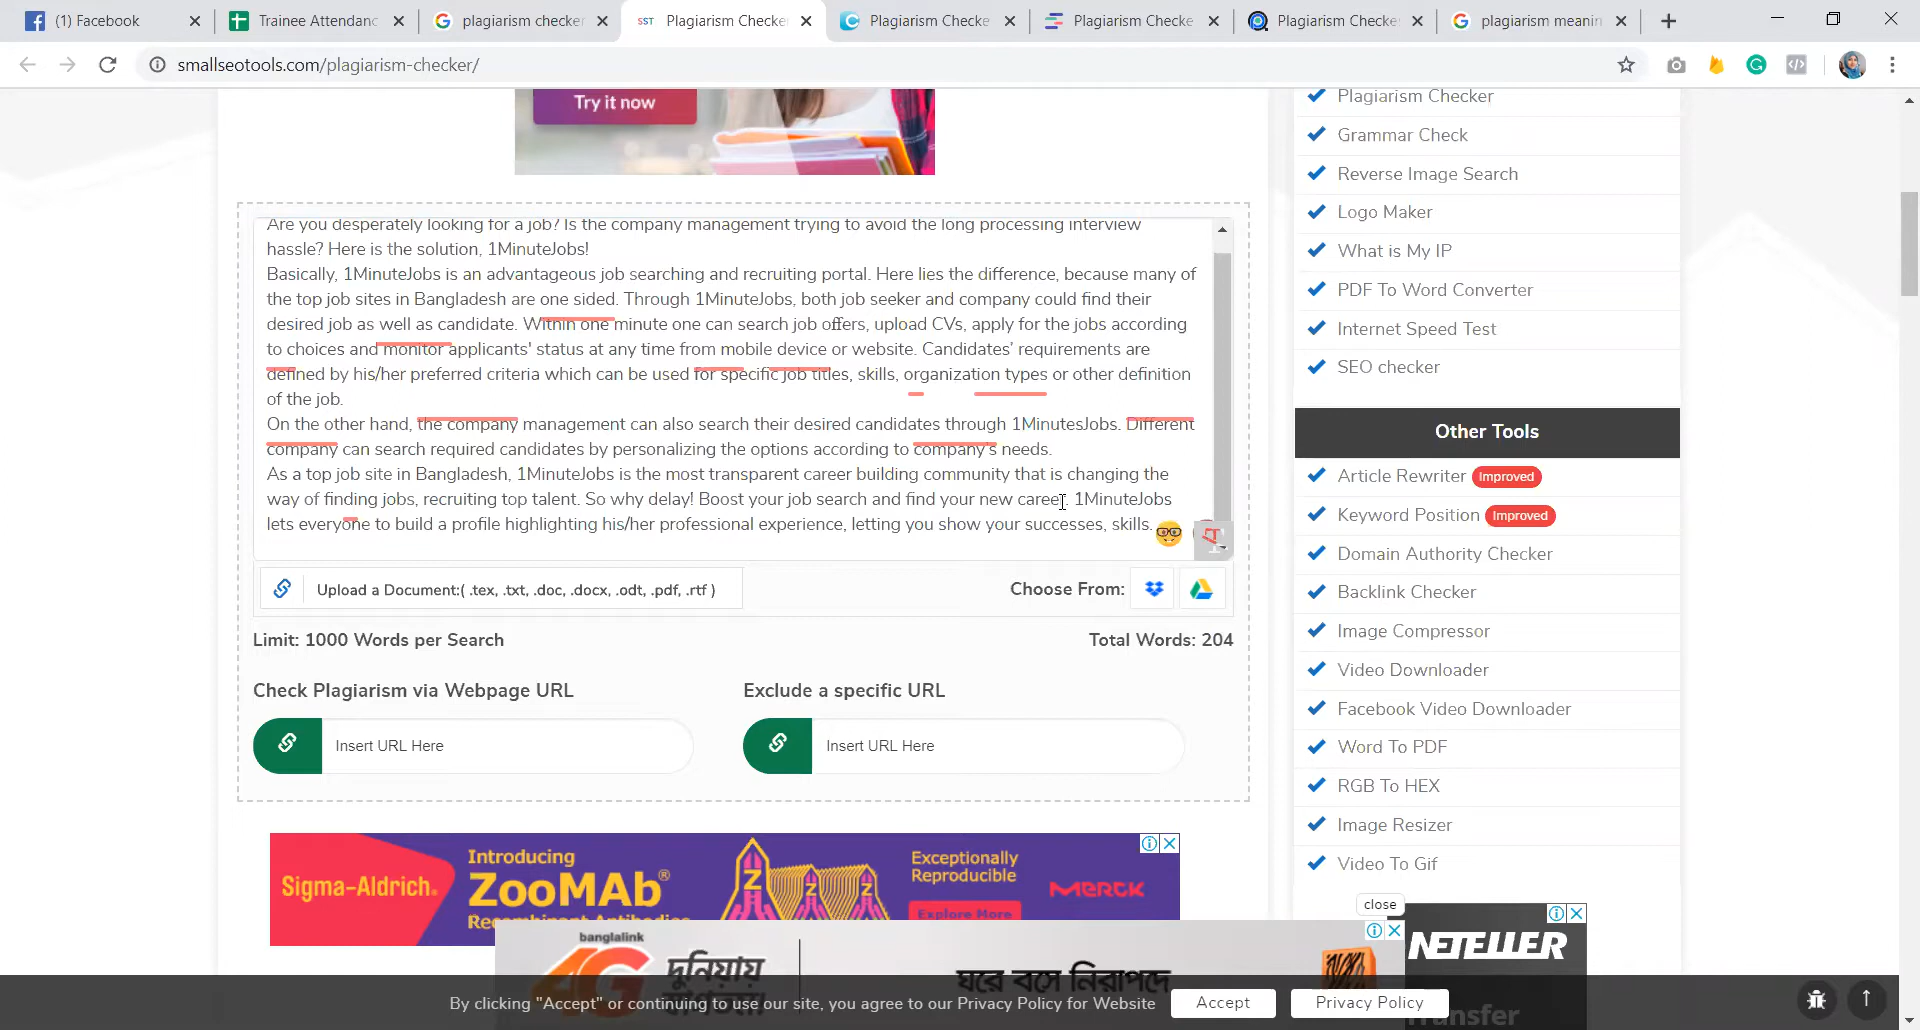 (1) Facebook
Trainee Attendanc
plagiarism checker
SST Plagiarism Checke
Plagiarism Checke
Plagiarism Checke
Plagiarism Checke
plagiarism meanin
smallseotools.com/plagiarism-checker/
Try it now
Are you desperately looking for a job? Is the company management trying to avoid the long processing interview
hassle? Here is the solution, 1MinuteJobs!
Basically, 1MinuteJobs is an advantageous job searching and recruiting portal. Here lies the difference, because many of
the top job sites in Bangladesh are one sided. Through 1MinuteJobs, both job seeker and company could find their
desired job as well as candidate. Within one minute one can search job offers, upload CVs, apply for the jobs according
to choices and monitor applicants' status at any time from mobile device or website. Candidates’ requirements are
defined by his/her preferred criteria which can be used for specific job titles, skills, organization types or other definition
of the job.
On the other hand, the company management can also search their desired candidates through 1MinutesJobs. Different
company can search required candidates by personalizing the options according to company's needs.
As a top job site in Bangladesh, 1MinuteJobs is the most transparent career building community that is changing the
way of finding jobs, recruiting top talent. So why delay! Boost your job search and find your new career. 1MinuteJobs
lets everyone to build a profile highlighting his/her professional experience, letting you show your successes, skills.
Upload a Document:( .tex, .txt, .doc, .docx, .odt, .pdf, .rtf )
Choose From:
Limit: 1000 Words per Search
Total Words: 204
Check Plagiarism via Webpage URL
Exclude a specific URL
Insert URL Here
Insert URL Here
Sigma-Aldrich.
Introducing
ZooMAb®
Recombinant Antibodies
Exceptionally
Reproducible
Explore More
MERCK
banglalink
4G
দুনিয়ায়
ঘরে বসে নিরাপদে
Plagiarism Checker
Grammar Check
Reverse Image Search
Logo Maker
What is My IP
PDF To Word Converter
Internet Speed Test
SEO checker
Other Tools
Article Rewriter Improved
Keyword Position Improved
Domain Authority Checker
Backlink Checker
Image Compressor
Video Downloader
Facebook Video Downloader
Word To PDF
RGB To HEX
Image Resizer
Video To Gif
close
NETELLER
Transfer
By clicking "Accept" or continuing to use our site, you agree to our Privacy Policy for Website
Accept
Privacy Policy